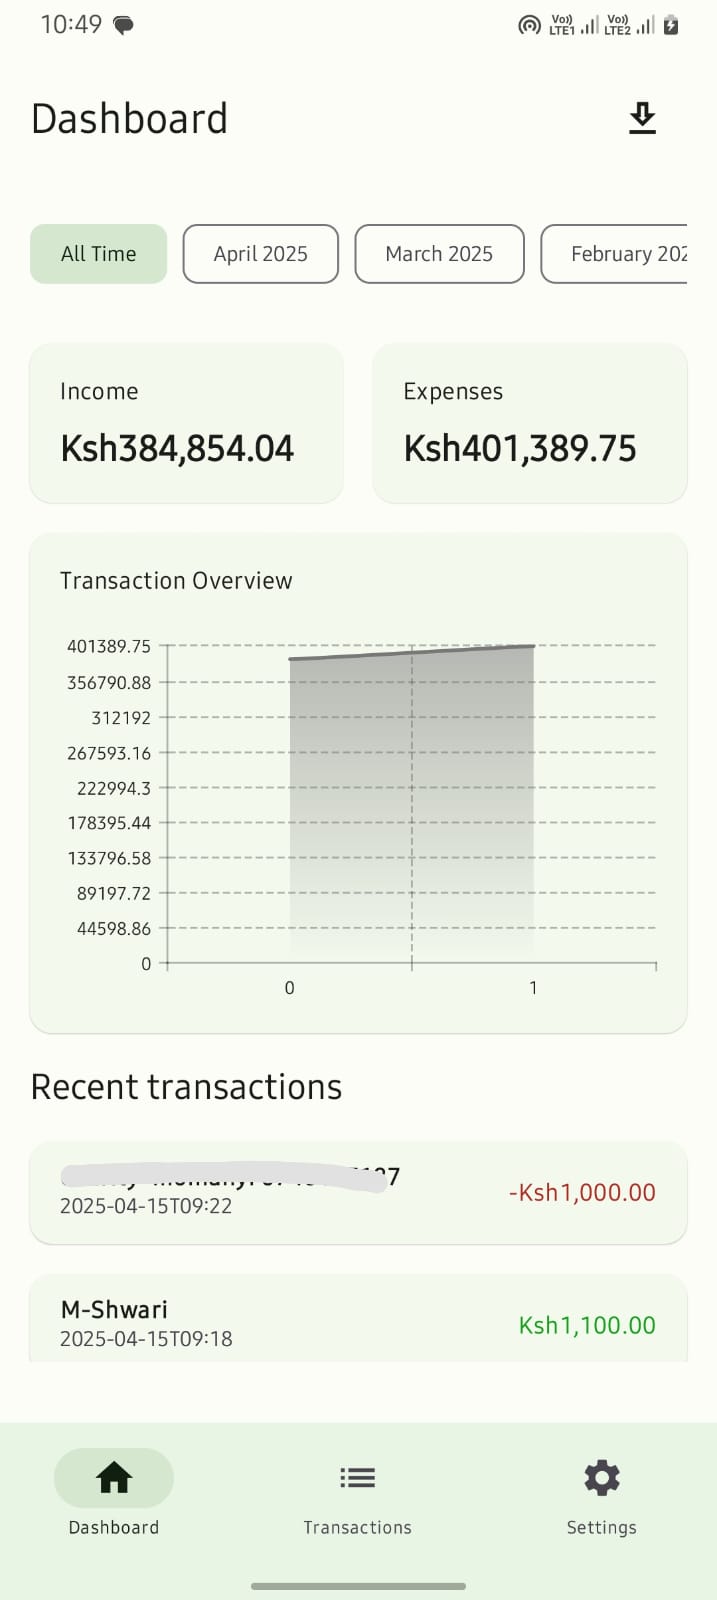 10:49
Vo)) LTE1 Vo)) LTE2
Dashboard
All Time April 2025 March 2025 February 202
Income
Ksh384,854.04
Expenses
Ksh401,389.75
Transaction Overview
401389.75
356790.88
312192
267593.16
222994.3
178395.44
133796.58
89197.72
44598.86
0
0 1
Recent transactions
2025-04-15T09:22
-Ksh1,000.00
M-Shwari
2025-04-15T09:18
Ksh1,100.00
Dashboard Transactions Settings